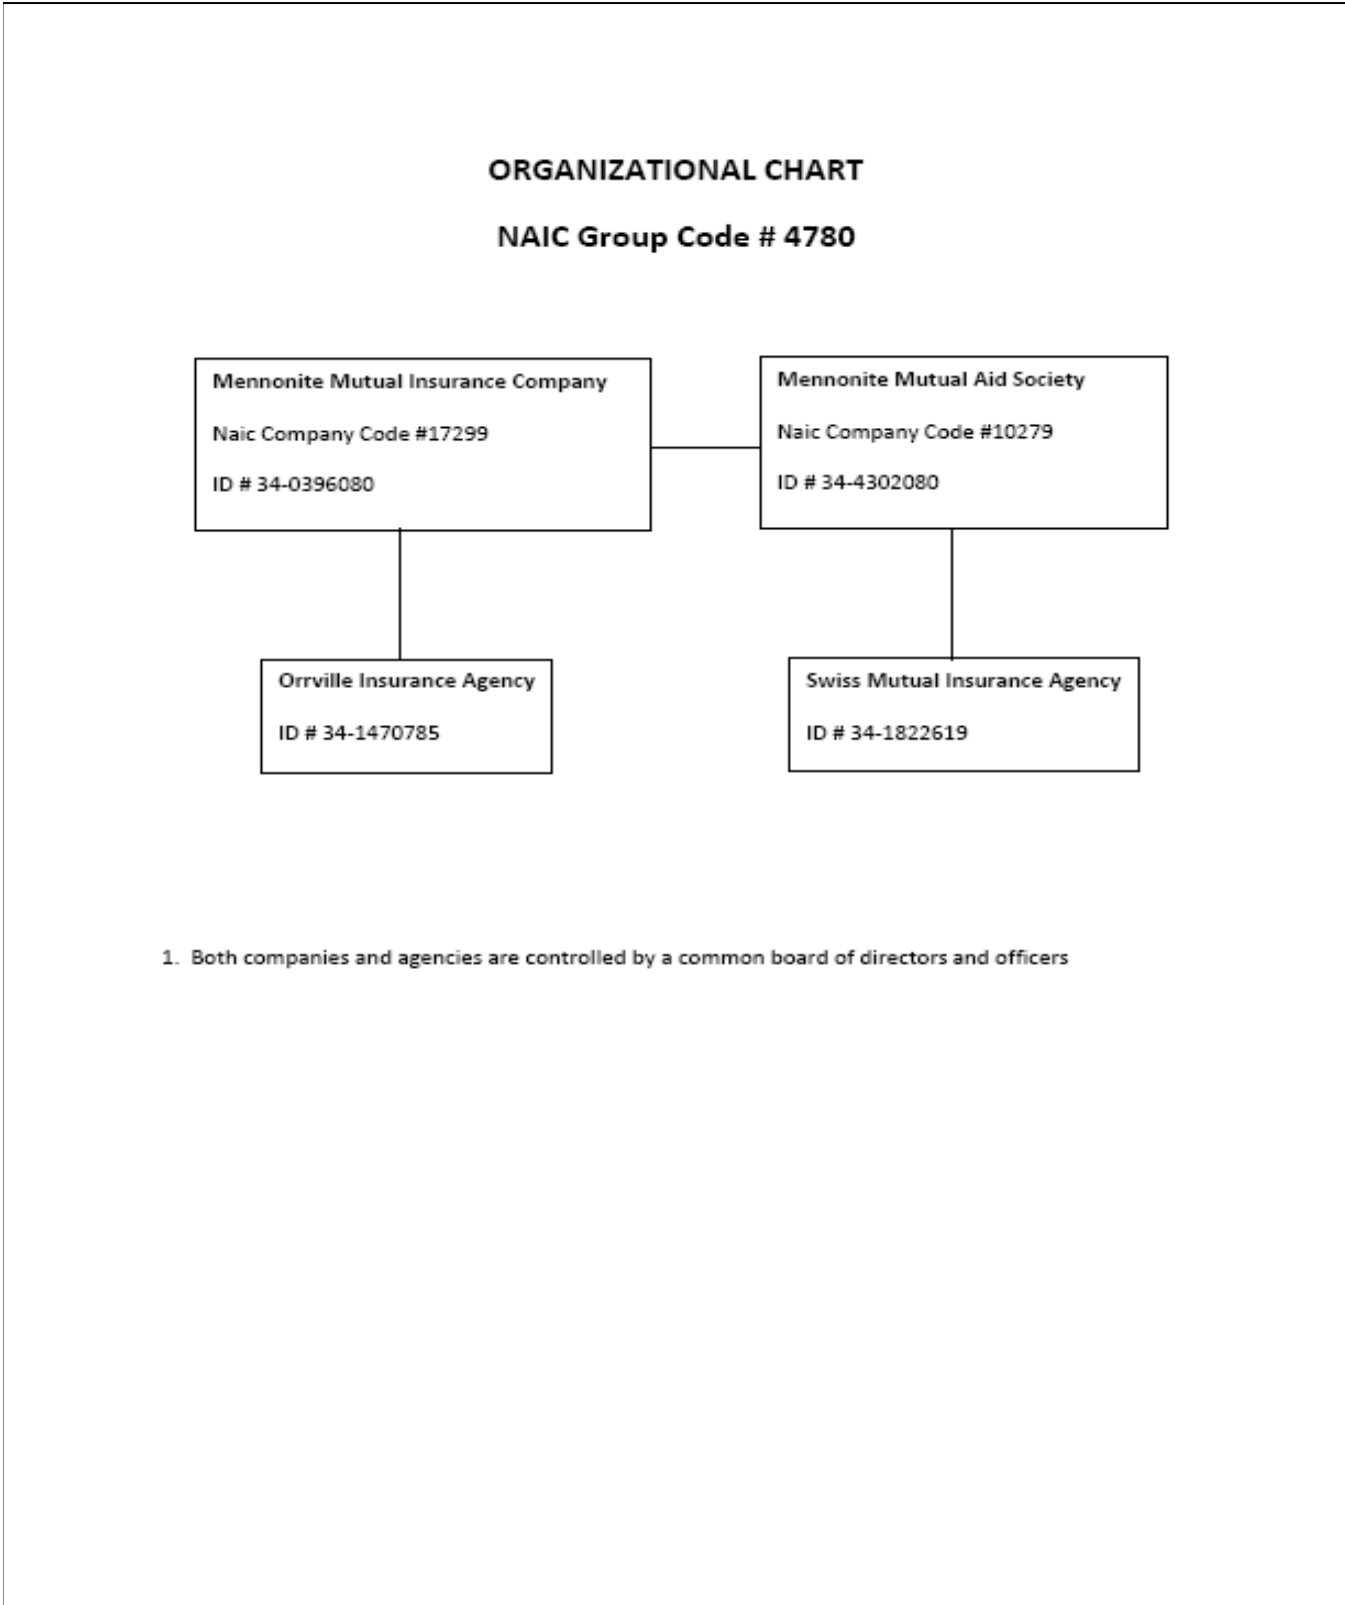 ORGANIZATIONAL CHART
NAIC Group Code # 4780
Mennonite Mutual Insurance Company
Naic Company Code #17299
ID # 34-0396080
Mennonite Mutual Aid Society
Naic Company Code #10279
ID # 34-4302080
Orrville Insurance Agency
ID # 34-1470785
Swiss Mutual Insurance Agency
ID # 34-1822619
1. Both companies and agencies are controlled by a common board of directors and officers